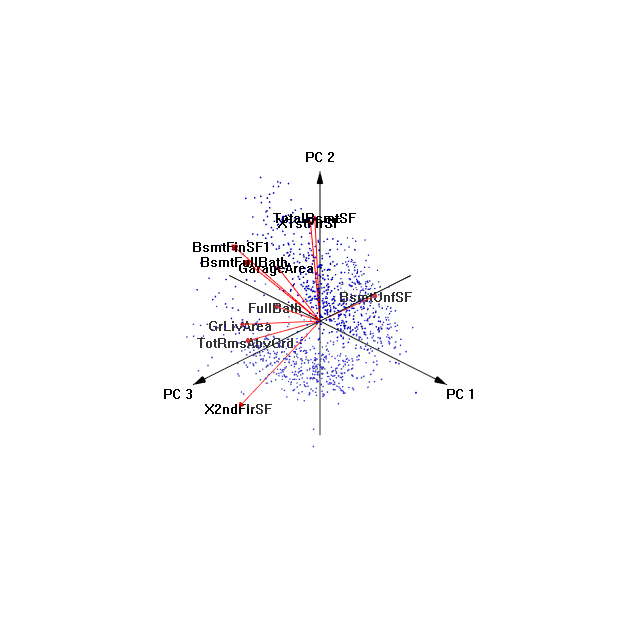 PC 2
TotalBsmtSF
X1stFlrSF
BsmtFinSF1
BsmtFullBath
GarageArea
BsmtUnfSF
FullBath
GrLivArea
TotRmsAbvGrd
PC 3
PC 1
X2ndFlrSF